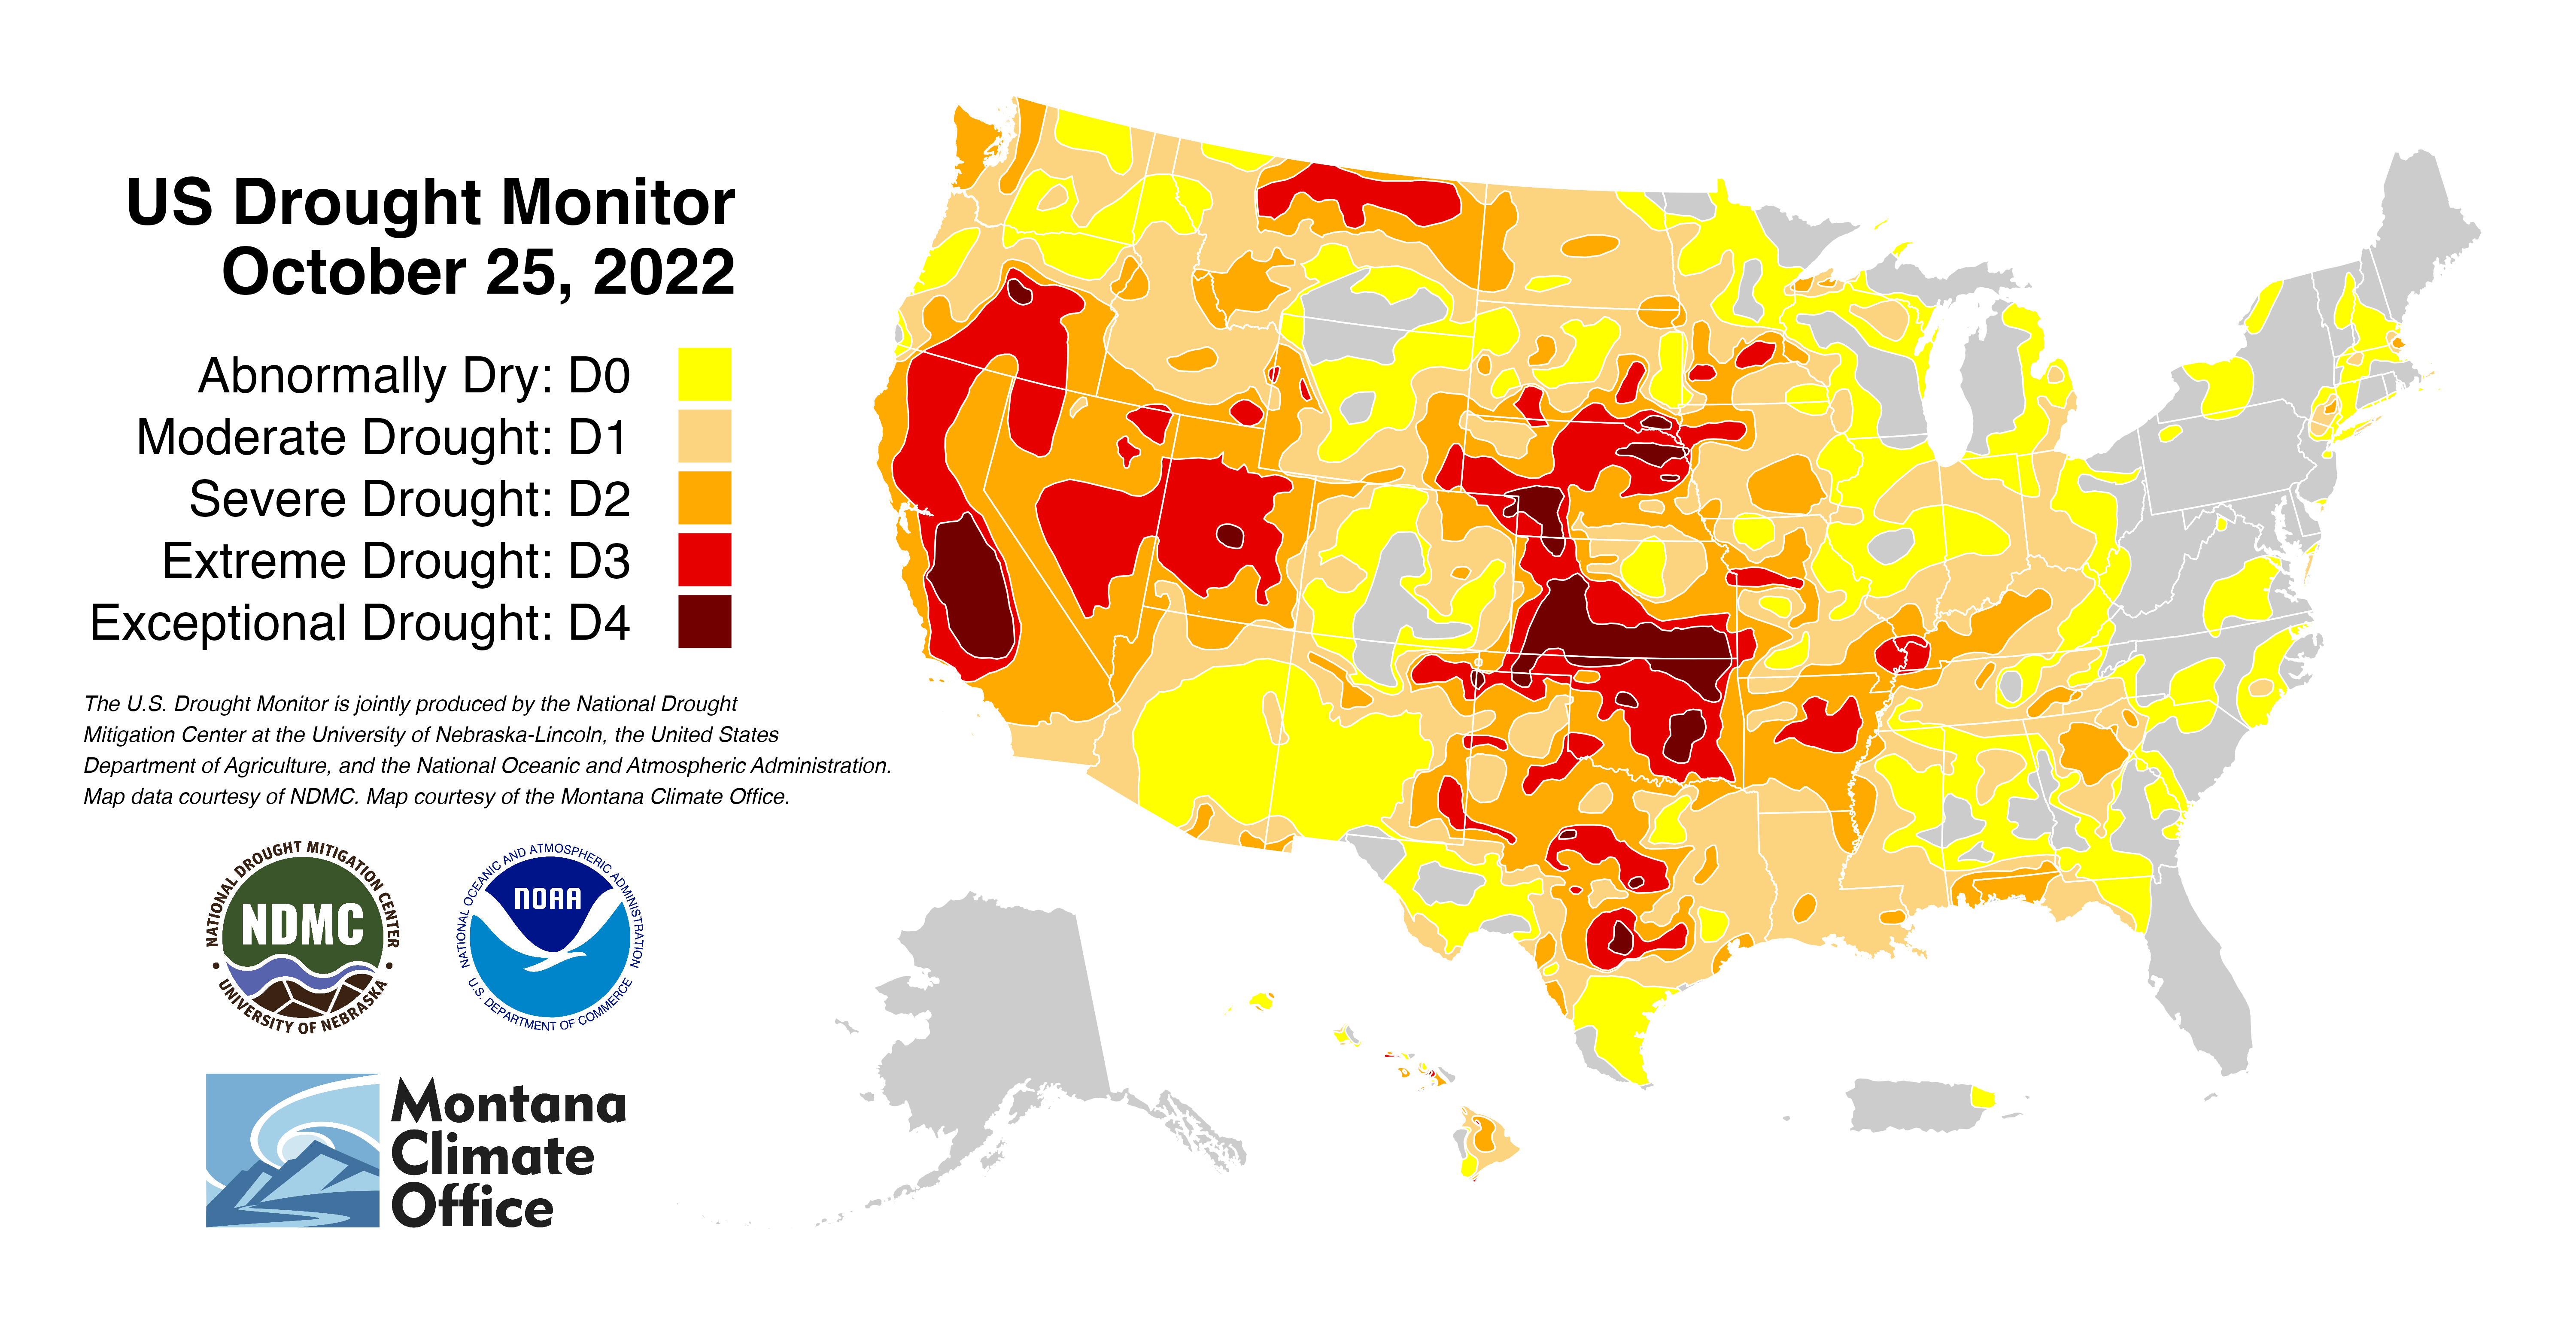 US Drought Monitor
October 25, 2022
Abnormally Dry: D0
Moderate Drought: D1
Severe Drought: D2
Extreme Drought: D3
Exceptional Drought: D4
The U.S. Drought Monitor is jointly produced by the National Drought
Mitigation Center at the University of Nebraska-Lincoln, the United States
Department of Agriculture, and the National Oceanic and Atmospheric Administration.
Map data courtesy of NDMC. Map courtesy of the Montana Climate Office.
NATIONAL DROUGHT MITIGATION CENTER
NDMC
UNIVERSITY OF NEBRASKA
NATIONAL OCEANIC AND ATMOSPHERIC ADMINISTRATION
NOAA
U.S. DEPARTMENT OF COMMERCE
Montana
Climate
Office